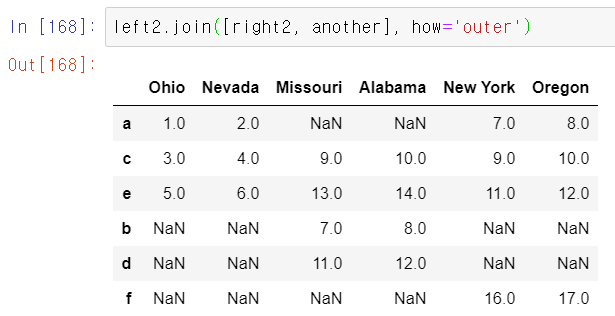 In [168]: left2.join([right2, another], how='outer')
Out[168]:
Ohio Nevada Missouri Alabama New York Oregon
a 1.0 2.0 NaN NaN 7.0 8.0
c 3.0 4.0 9.0 10.0 9.0 10.0
e 5.0 6.0 13.0 14.0 11.0 12.0
b NaN NaN 7.0 8.0 NaN NaN
d NaN NaN 11.0 12.0 NaN NaN
f NaN NaN NaN NaN 16.0 17.0